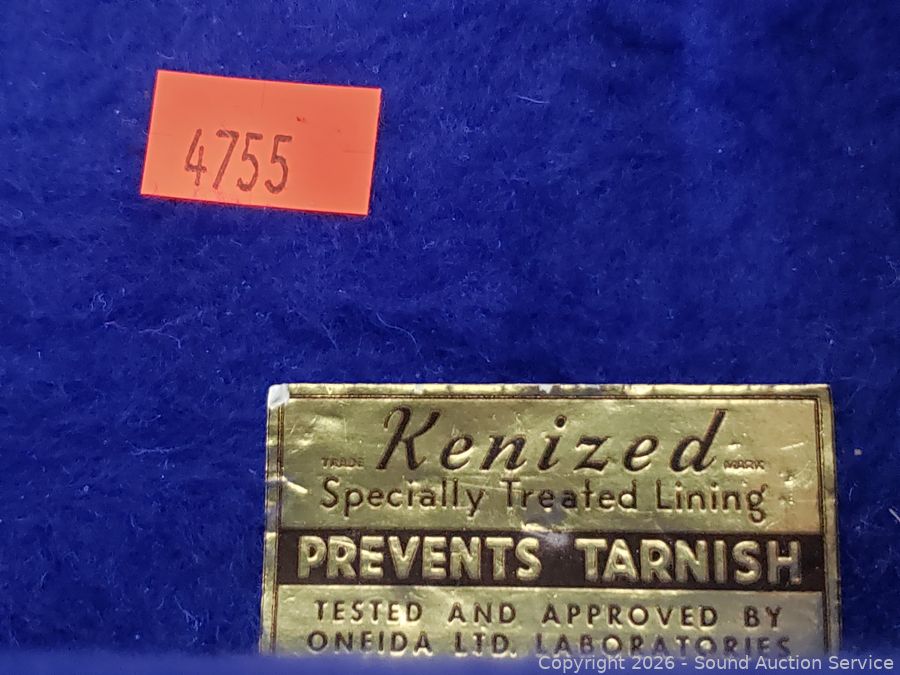 4755
Kenized
TRADE MARK
Specially Treated Lining
PREVENTS TARNISH
TESTED AND APPROVED BY
ONEIDA LTD. LABORATORIES
Copyright 2026 - Sound Auction Service